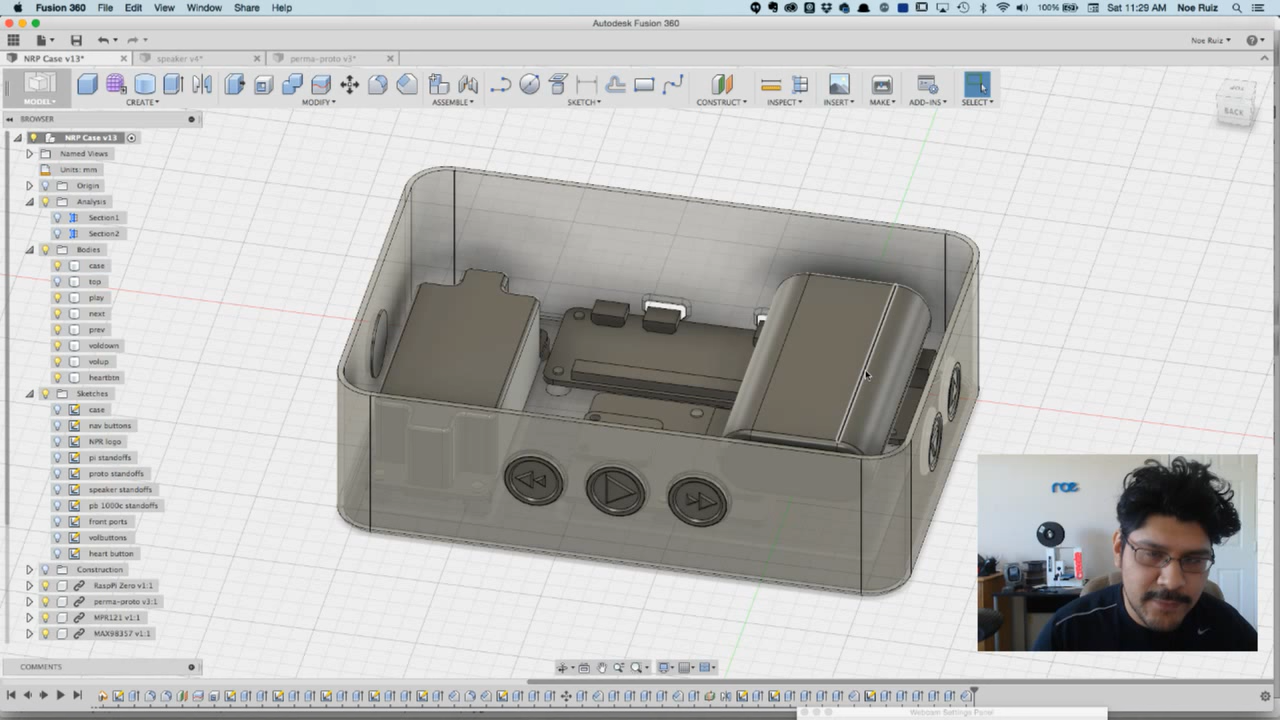 Fusion 360 File Edit View Window Share Help 100% Sat 11:29 AM Noe Ruiz
Autodesk Fusion 360
Noe Ruiz
NRP Case v13* speaker v4* perma-proto v3*
MODEL CREATE MODIFY ASSEMBLE SKETCH CONSTRUCT INSPECT INSERT MAKE ADD-INS SELECT
BROWSER
NRP Case v13
Named Views
Units: mm
Origin
Analysis
Section1
Section2
Bodies
case
top
play
next
prev
voldown
volup
heartbtn
Sketches
case
nav buttons
NPR logo
pi standoffs
proto standoffs
speaker standoffs
pb 1000c standoffs
front ports
volbuttons
heart button
Construction
RaspPi Zero v1:1
perma-proto v3:1
MPR121 v1:1
MAX98357 v1:1
BACK
noe
COMMENTS
Webcam Settings Panel